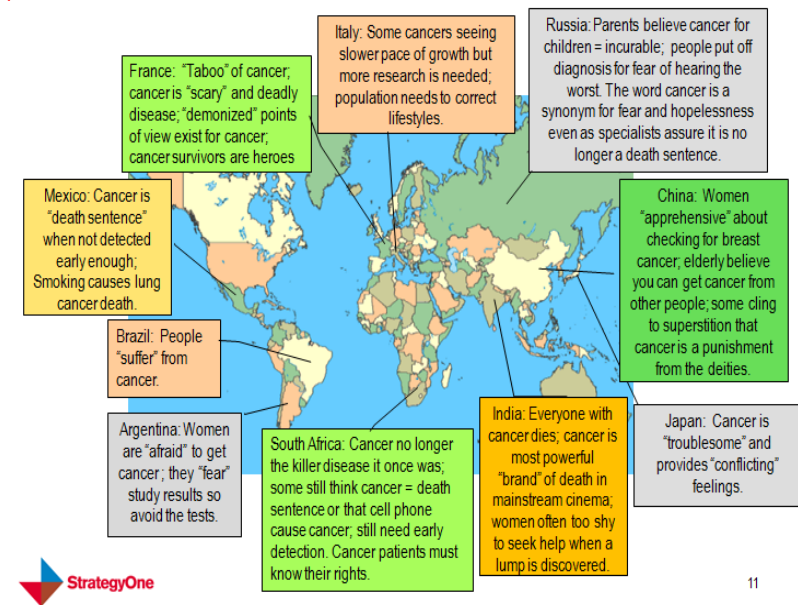 Italy: Some cancers seeing
slower pace of growth but
more research is needed;
population needs to correct
lifestyles.
Russia: Parents believe cancer for
children = incurable; people put off
diagnosis for fear of hearing the
worst. The word cancer is a
synonym for fear and hopelessness
even as specialists assure it is no
longer a death sentence.
France: “Taboo” of cancer;
cancer is “scary” and deadly
disease; “demonized” points
of view exist for cancer;
cancer survivors are heroes
Mexico: Cancer is
“death sentence”
when not detected
early enough;
Smoking causes lung
cancer death.
China: Women
“apprehensive” about
checking for breast
cancer; elderly believe
you can get cancer from
other people; some cling
to superstition that
cancer is a punishment
from the deities.
Brazil: People
“suffer” from
cancer.
Argentina: Women
are “afraid” to get
cancer; they “fear”
study results so
avoid the tests.
South Africa: Cancer no longer
the killer disease it once was;
some still think cancer = death
sentence or that cell phone
cause cancer; still need early
detection. Cancer patients must
know their rights.
India: Everyone with
cancer dies; cancer is
most powerful
“brand” of death in
mainstream cinema;
women often too shy
to seek help when a
lump is discovered.
Japan: Cancer is
“troublesome” and
provides “conflicting”
feelings.
StrategyOne
11